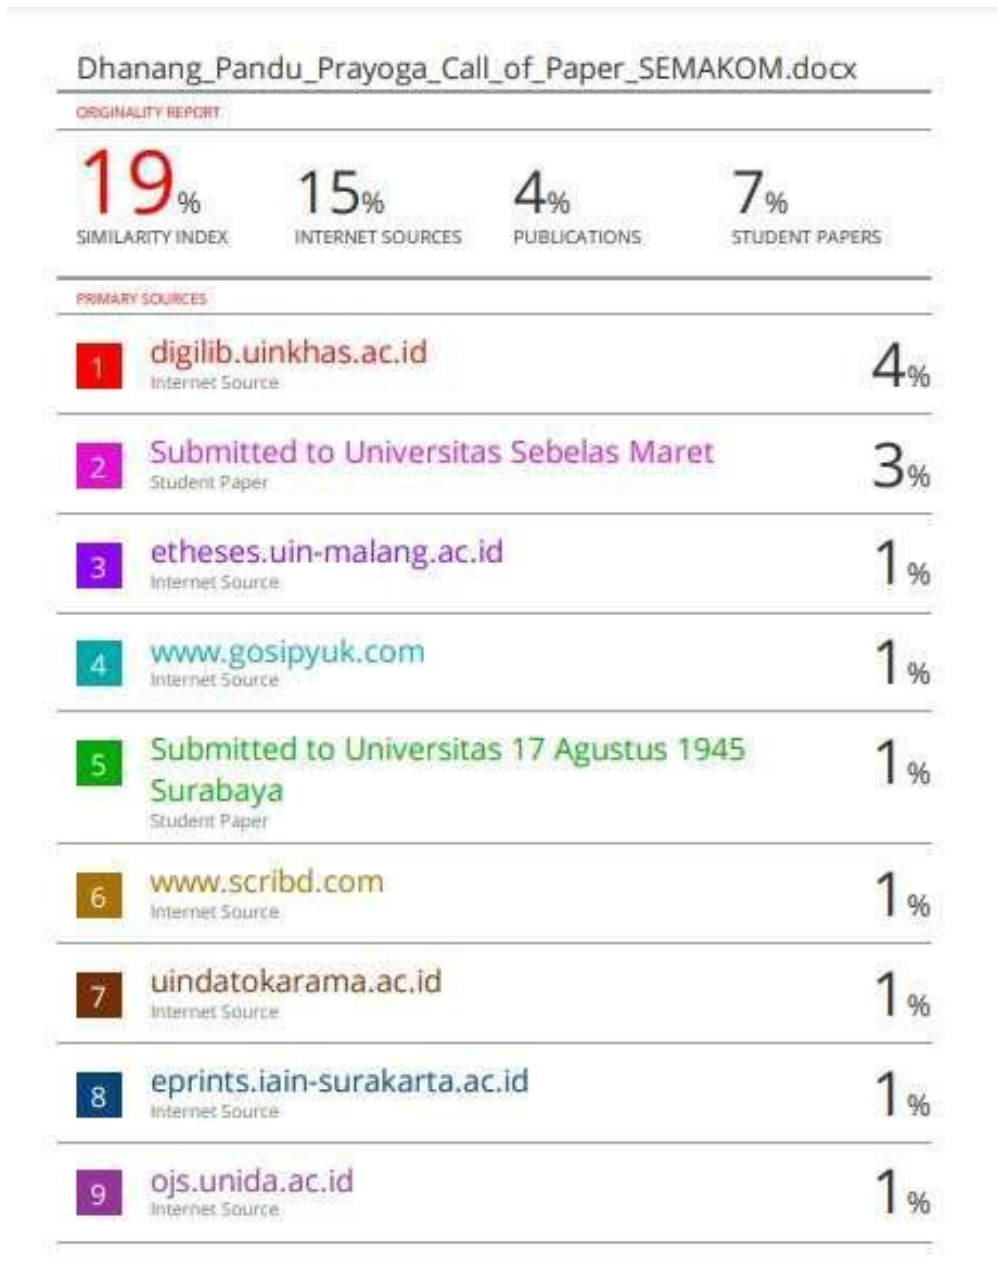 Dhanang_Pandu_Prayoga_Call_of_Paper_SEMAKOM.docx
ORIGINALITY REPORT
19% 15% 4% 7%
SIMILARITY INDEX INTERNET SOURCES PUBLICATIONS STUDENT PAPERS
PRIMARY SOURCES
1 digilib.uinkhas.ac.id 4%
Internet Source
2 Submitted to Universitas Sebelas Maret 3%
Student Paper
3 etheses.uin-malang.ac.id 1%
Internet Source
4 www.gosipyuk.com 1%
Internet Source
5 Submitted to Universitas 17 Agustus 1945 1%
Surabaya
Student Paper
6 www.scribd.com 1%
Internet Source
7 uindatokarama.ac.id 1%
Internet Source
8 eprints.iain-surakarta.ac.id 1%
Internet Source
9 ojs.unida.ac.id 1%
Internet Source